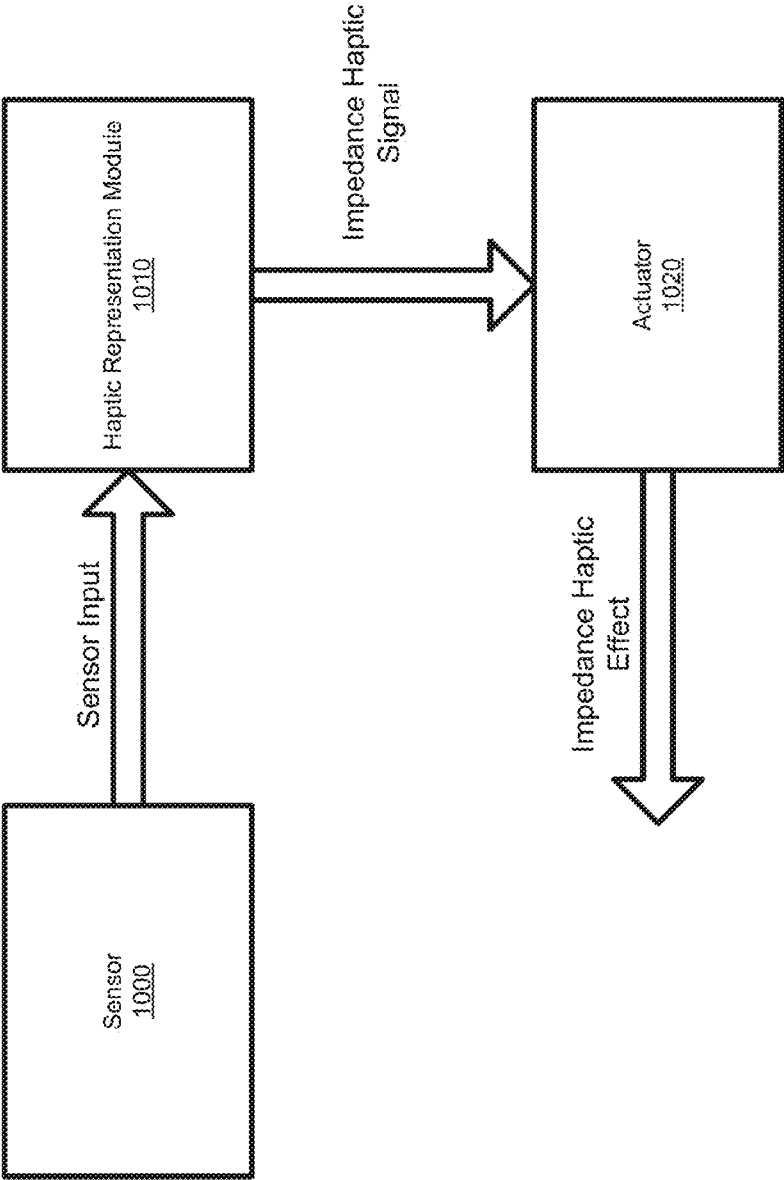 Sensor
1000
Sensor Input
Haptic Representation Module
1010
Impedance Haptic
Signal
Actuator
1020
Impedance Haptic
Effect